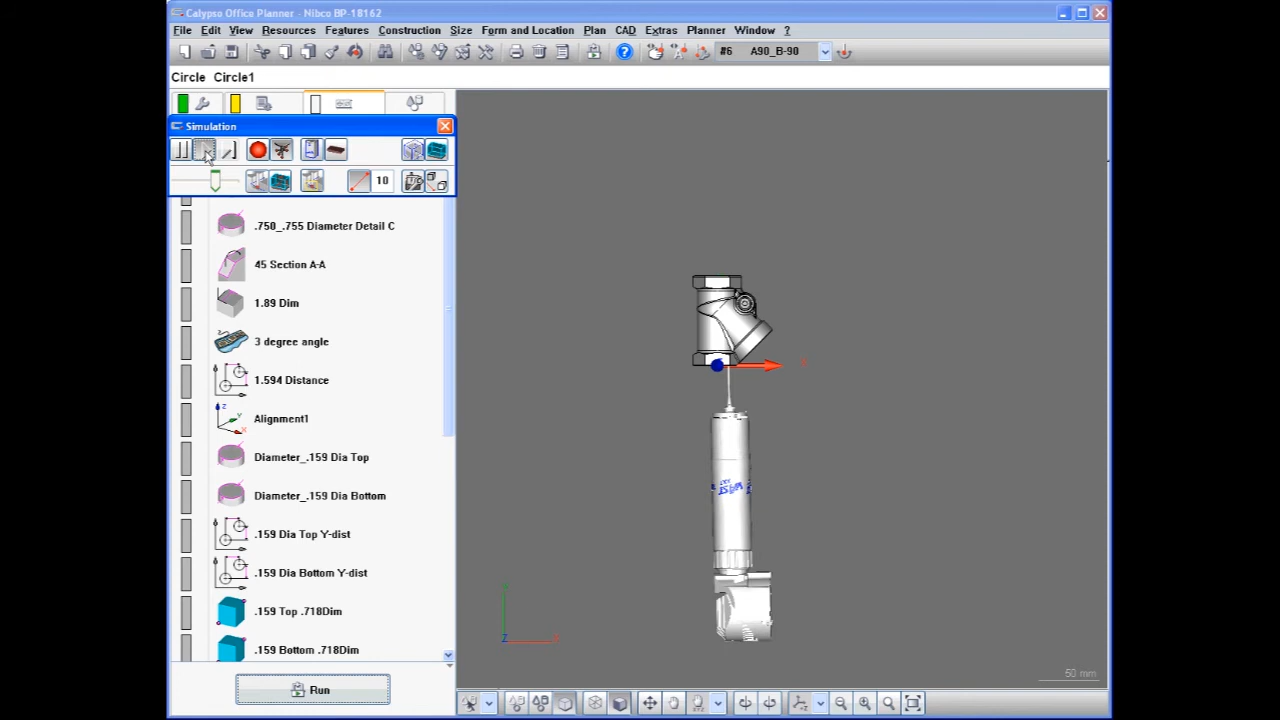 Calypso Office Planner - Nibco BP-18162
File Edit View Resources Features Construction Size Form and Location Plan CAD Extras Planner Window ?
#6 A90_B-90
Circle Circle1
Simulation
10
.750_.755 Diameter Detail C
45 Section A-A
1.89 Dim
3 degree angle
1.594 Distance
Alignment1
Diameter_.159 Dia Top
Diameter_.159 Dia Bottom
.159 Dia Top Y-dist
.159 Dia Bottom Y-dist
.159 Top .718Dim
.159 Bottom .718Dim
Run
Z
50 mm